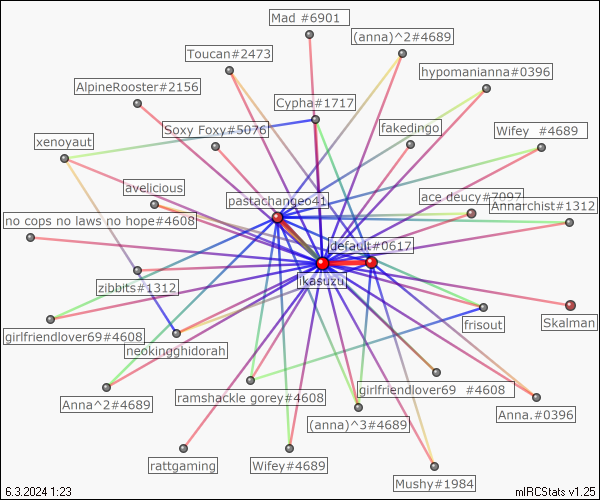 Mad #6901
(anna)^2#4689
Toucan#2473
hypomanianna#0396
AlpineRooster#2156
Cypha#1717
Soxy Foxy#5076
fakedingo
Wifey #4689
xenoyaut
avelicious
pastachangeo41
ace deucy#7097
Annarchist#1312
no cops no laws no hope#4608
default#0617
ikasuzu
zibbits#1312
frisout
Skalman
girlfriendlover69#4608
neokingghidorah
girlfriendlover69 #4608
Anna^2#4689
ramshackle gorey#4608
Anna.#0396
(anna)^3#4689
rattgaming
Wifey#4689
Mushy#1984
6.3.2024 1:23
mIRCStats v1.25